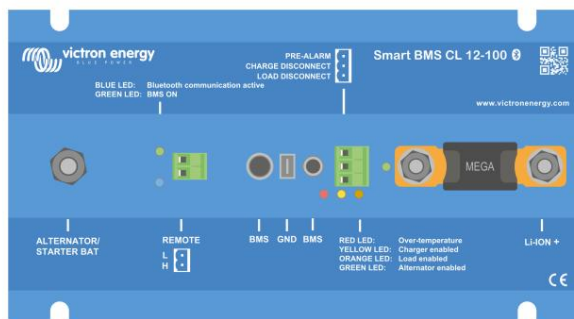 victron energy
BLUE POWER
PRE-ALARM
CHARGE DISCONNECT
LOAD DISCONNECT
Smart BMS CL 12-100
BLUE LED: Bluetooth communication active
GREEN LED: BMS ON
www.victronenergy.com
MEGA
ALTERNATOR/
STARTER BAT
REMOTE
L
H
BMS
GND
BMS
RED LED: Over-temperature
YELLOW LED: Charger enabled
ORANGE LED: Load enabled
GREEN LED: Alternator enabled
Li-ION +
CE